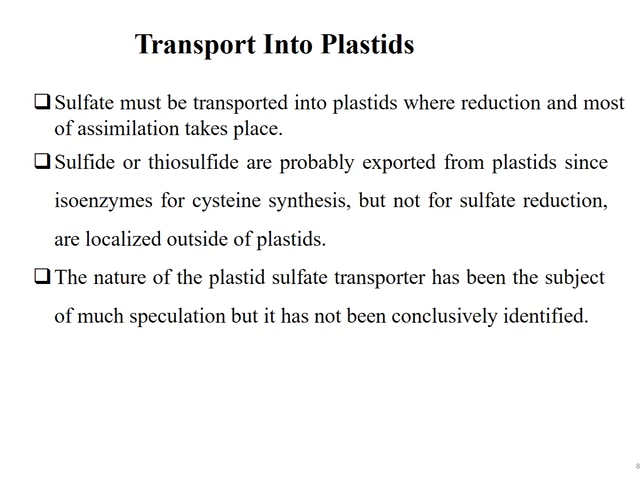 Transport Into Plastids
❑Sulfate must be transported into plastids where reduction and most
of assimilation takes place.
❑Sulfide or thiosulfide are probably exported from plastids since
isoenzymes for cysteine synthesis, but not for sulfate reduction,
are localized outside of plastids.
❑The nature of the plastid sulfate transporter has been the subject
of much speculation but it has not been conclusively identified.
8